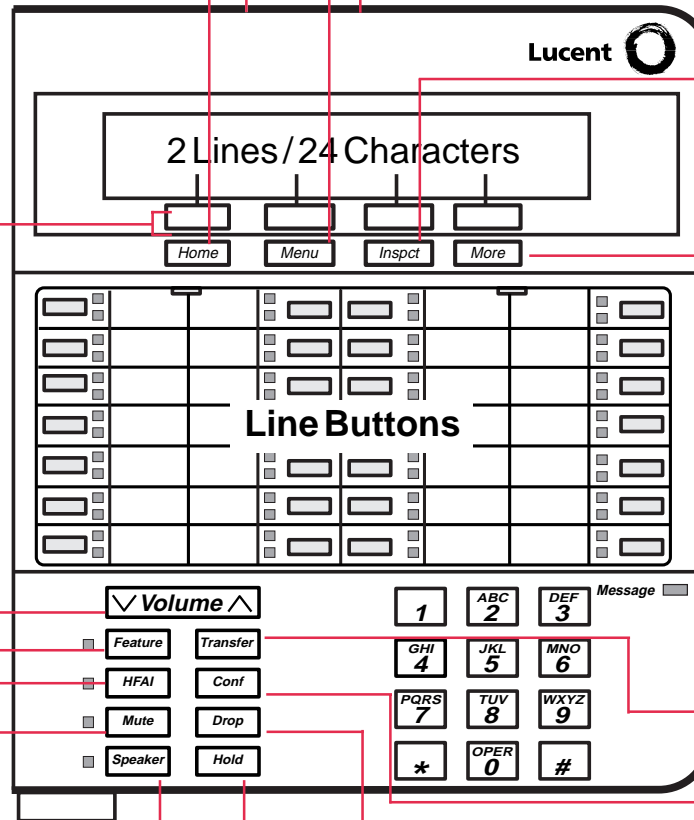 Lucent
2 Lines / 24 Characters
Home Menu Inspct More
Line Buttons
Volume
Message
Feature Transfer
HFAI Conf
Mute Drop
Speaker Hold
1 ABC 2 DEF 3
GHI 4 JKL 5 MNO 6
PQRS 7 TUV 8 WXYZ 9
* OPER 0 #